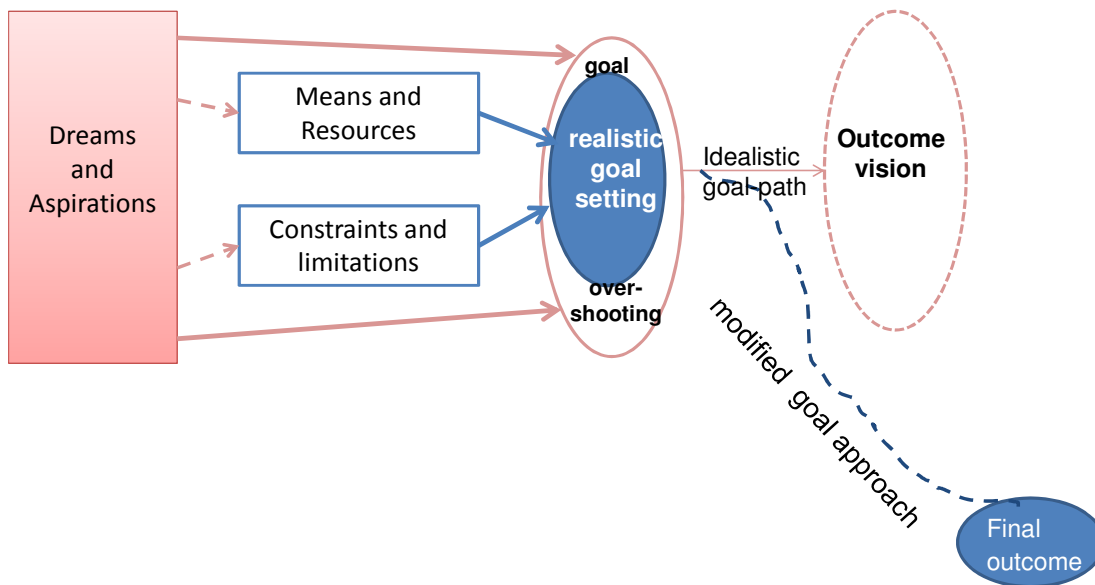 Dreams
and
Aspirations
Means and
Resources
Constraints and
limitations
goal
realistic
goal
setting
over-
shooting
Idealistic
goal path
Outcome
vision
modified goal approach
Final
outcome